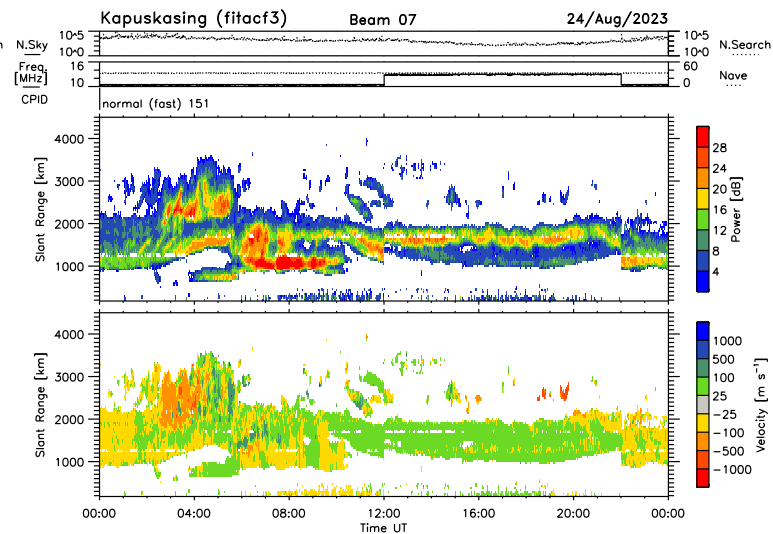 Kapuskasing (fitacf3) Beam 07 24/Aug/2023
n N.Sky 10^5 10^5 N.Search
10^0 10^0
Freq. 16 60 Nave
[MHz] 10 0
CPID normal (fast) 151
4000
3000
2000
1000
Slant Range [km]
28
24
20
16
12
8
4
Power [dB]
4000
3000
2000
1000
Slant Range [km]
1000
500
100
25
-25
-100
-500
-1000
Velocity [m s⁻¹]
00:00 04:00 08:00 12:00 16:00 20:00 00:00
Time UT